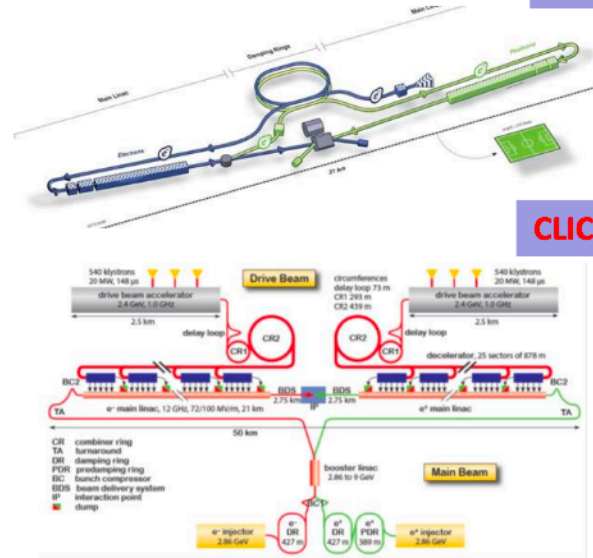 Damping Rings
Main Linac
Main Linac
Positrons
e⁻
e⁺
e⁻
e⁺
Electrons
31 km
CLIC
540 klystrons
20 MW, 148 µs
Drive Beam
circumferences
delay loop 73 m
CR1 293 m
CR2 439 m
540 klystrons
20 MW, 148 µs
drive beam accelerator
2.4 GeV, 1.0 GHz
drive beam accelerator
2.4 GeV, 1.0 GHz
2.5 km
delay loop
CR1
CR2
CR2
CR1
delay loop
2.5 km
decelerator, 25 sectors of 878 m
BC2
BDS
2.75 km
IP
BDS
2.75 km
BC2
TA
e⁻ main linac, 12 GHz, 72/100 MV/m, 21 km
e⁺ main linac
TA
50 km
CR combiner ring
TA turnaround
DR damping ring
PDR predamping ring
BC bunch compressor
BDS beam delivery system
IP interaction point
dump
booster linac
2.86 to 9 GeV
Main Beam
BC1
e⁻ injector
2.86 GeV
e⁻
DR
427 m
e⁺
DR
427 m
e⁺
PDR
389 m
e⁺ injector
2.86 GeV